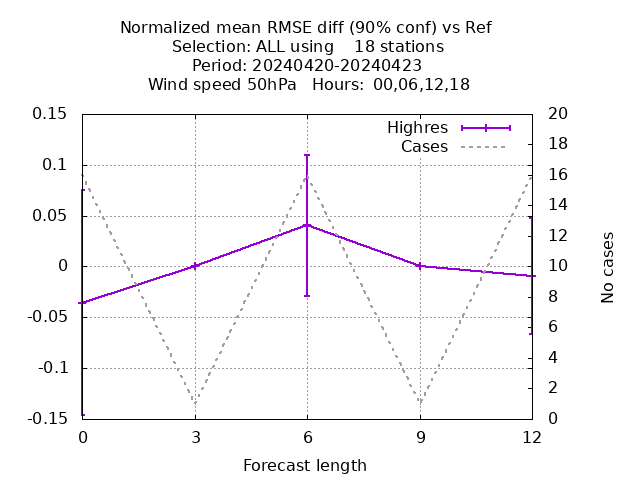 Normalized mean RMSE diff (90% conf) vs Ref
Selection: ALL using    18 stations
Period: 20240420-20240423
Wind speed 50hPa   Hours:  00,06,12,18
Highres
Cases
0.15
0.1
0.05
0
-0.05
-0.1
-0.15
20
18
16
14
12
10
8
6
4
2
0
No cases
0 3 6 9 12
Forecast length